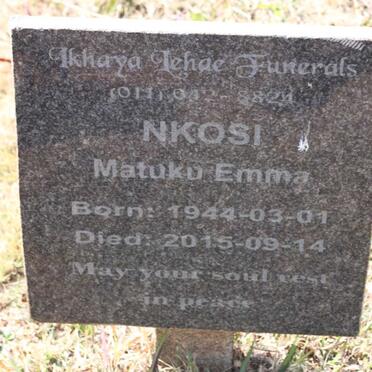 Ikhaya Lehae Funerals
(011)
NKOSI
Matuku Emma
Born: 1944-03-01
Died: 2015-09-14
May your soul rest
in peace